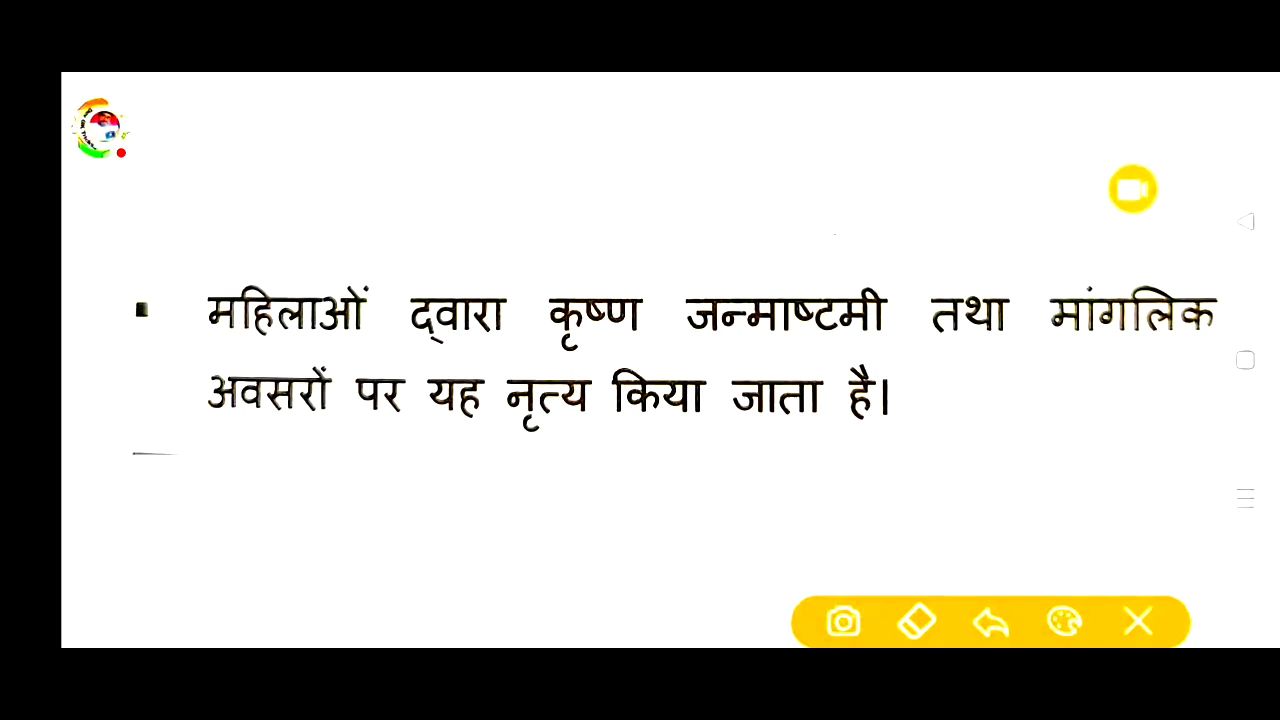 ▪ महिलाओं द्वारा कृष्ण जन्माष्टमी तथा मांगलिक
अवसरों पर यह नृत्य किया जाता है।